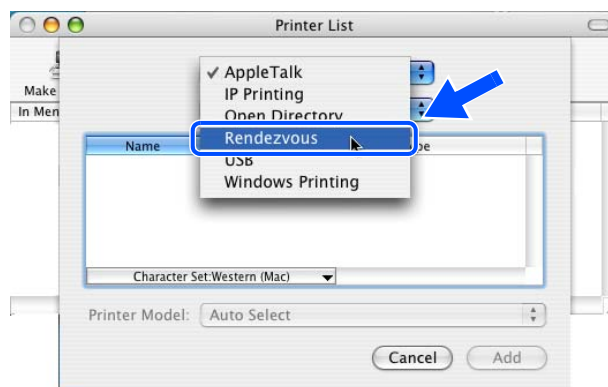 Printer List
✓ AppleTalk
IP Printing
Open Directory
Rendezvous
USB
Windows Printing
Make
In Men
Name
Character Set:Western (Mac)
Printer Model: Auto Select
Cancel Add